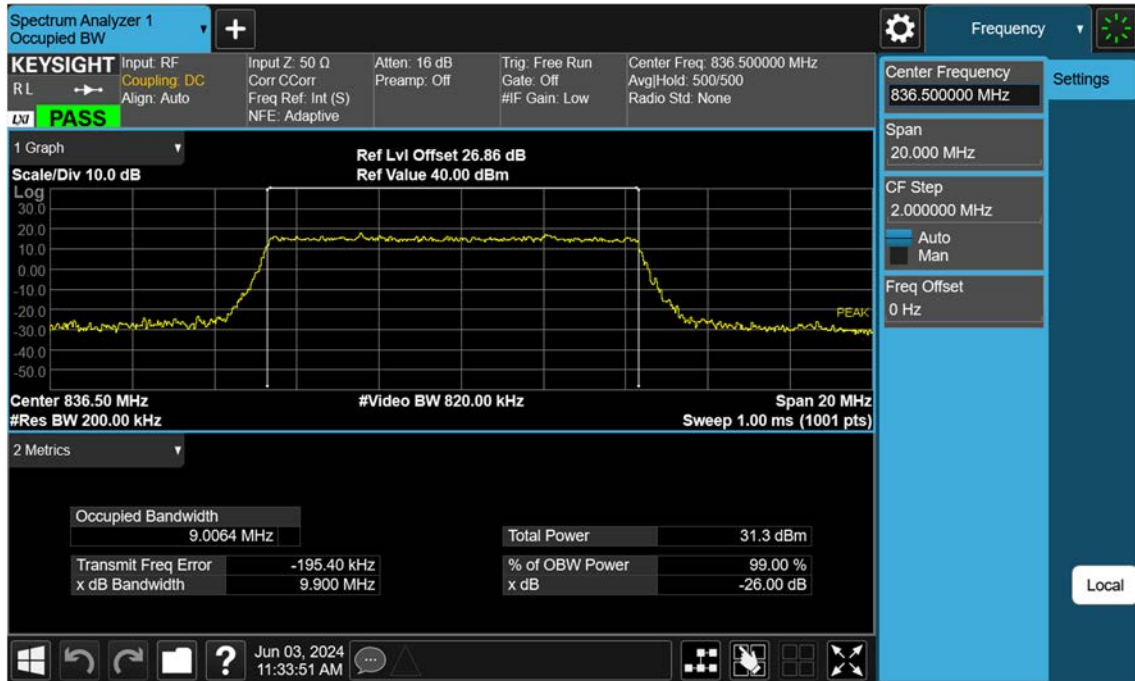 Spectrum Analyzer 1
Occupied BW
+
Frequency
KEYSIGHT
R L
LXI PASS
Input: RF
Coupling: DC
Align: Auto
Input Z: 50 Ω
Corr CCorr
Freq Ref: Int (S)
NFE: Adaptive
Atten: 16 dB
Preamp: Off
Trig: Free Run
Gate: Off
#IF Gain: Low
Center Freq: 836.500000 MHz
Avg|Hold: 500/500
Radio Std: None
Center Frequency
836.500000 MHz
Settings
Span
20.000 MHz
CF Step
2.000000 MHz
Auto
Man
Freq Offset
0 Hz
Local
1 Graph
Scale/Div 10.0 dB
Ref Lvl Offset 26.86 dB
Ref Value 40.00 dBm
Log
30.0
20.0
10.0
0.00
-10.0
-20.0
-30.0
-40.0
-50.0
PEAK
Center 836.50 MHz
#Video BW 820.00 kHz
Span 20 MHz
#Res BW 200.00 kHz
Sweep 1.00 ms (1001 pts)
2 Metrics
Occupied Bandwidth
9.0064 MHz
Total Power 31.3 dBm
Transmit Freq Error -195.40 kHz
% of OBW Power 99.00 %
x dB Bandwidth 9.900 MHz
x dB -26.00 dB
?
Jun 03, 2024
11:33:51 AM